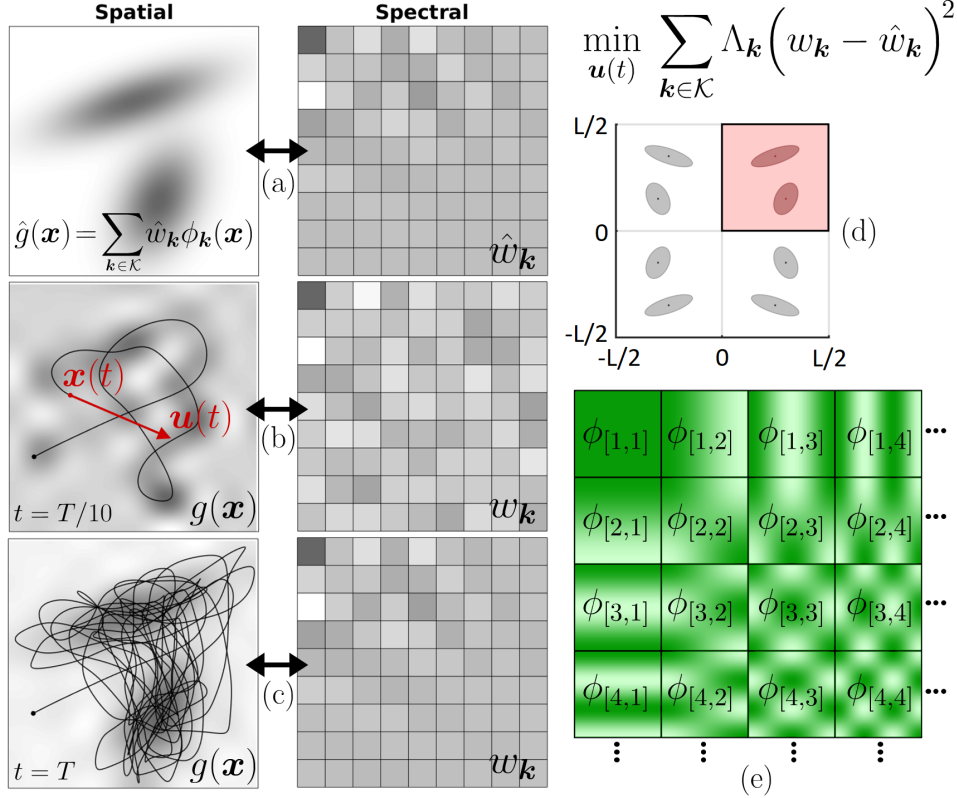 Spatial
Spectral
ĝ(x) = ∑_{k∈𝒦} ŵ_k ϕ_k(x)
(a)
ŵ_k
x(t)
u(t)
t = T/10
g(x)
(b)
w_k
t = T
g(x)
(c)
w_k
min_{u(t)} ∑_{k∈𝒦} Λ_k (w_k − ŵ_k)²
L/2
0
-L/2
-L/2 0 L/2
(d)
ϕ[1,1] ϕ[1,2] ϕ[1,3] ϕ[1,4] •••
ϕ[2,1] ϕ[2,2] ϕ[2,3] ϕ[2,4] •••
ϕ[3,1] ϕ[3,2] ϕ[3,3] ϕ[3,4] •••
ϕ[4,1] ϕ[4,2] ϕ[4,3] ϕ[4,4] •••
(e)